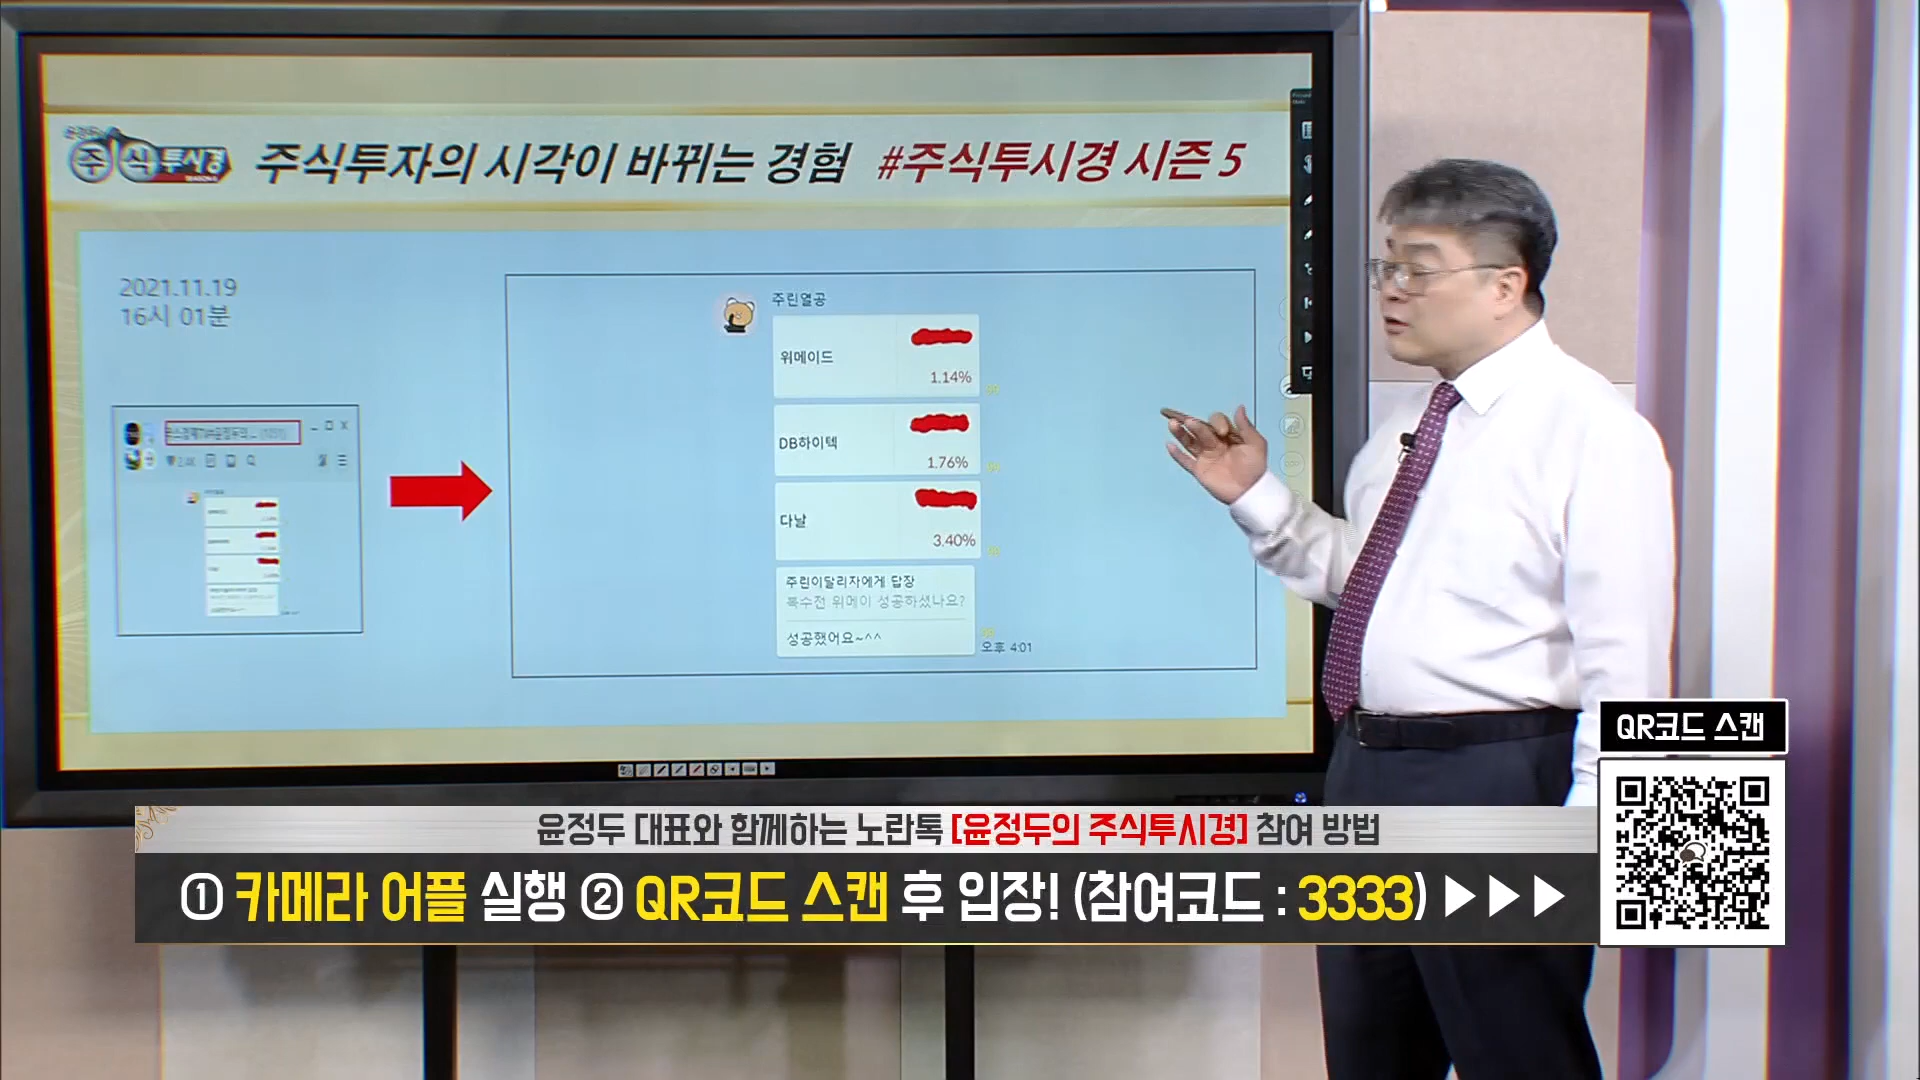 주식투시경
주식투자의 시각이 바뀌는 경험 #주식투시경 시즌 5
2021.11.19
16시 01분
주린열공
위메이드
1.14%
DB하이텍
1.76%
다날
3.40%
주린이달리자에게 답장
복수전 위메이 성공하셨나요?
성공했어요~^^
오후 4:01
QR코드 스캔
윤정두 대표와 함께하는 노란톡 [윤정두의 주식투시경] 참여 방법
① 카메라 어플 실행 ② QR코드 스캔 후 입장! (참여코드 : 3333) ▶▶▶